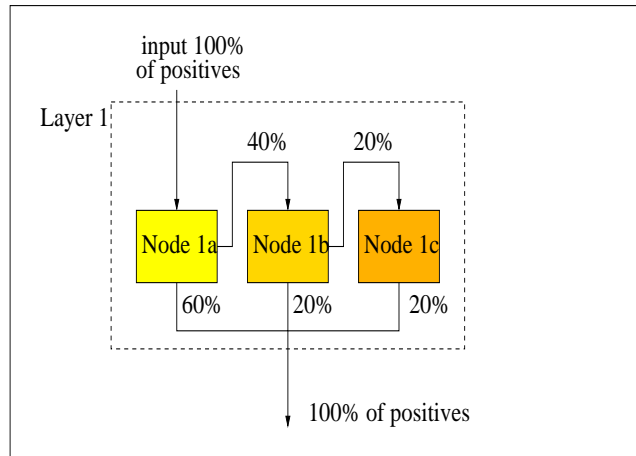 input 100%
of positives
Layer 1
40%
20%
Node 1a
Node 1b
Node 1c
60%
20%
20%
100% of positives